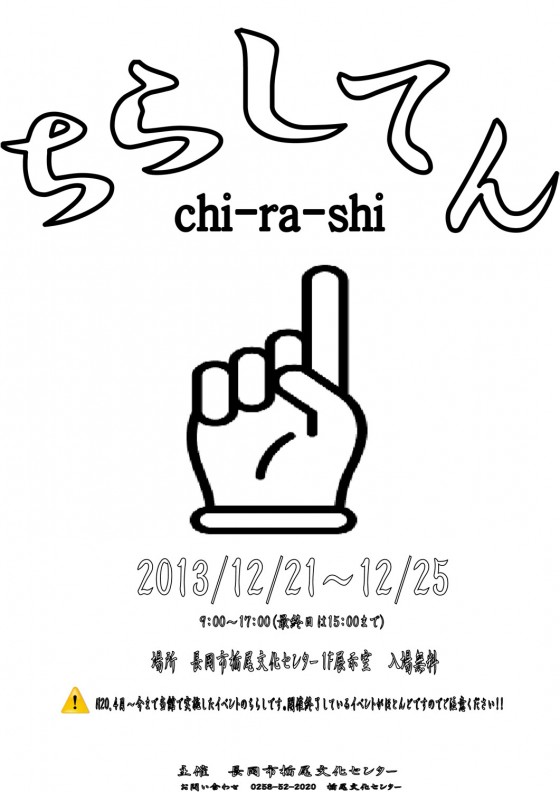 ちらしてん
chi-ra-shi
2013/12/21～12/25
9:00～17:00(最終日は15:00まで)
場所　長岡市栃尾文化センター1F展示室　入場無料
H20.4月～今まで当館で実施したイベントのちらしです。開催終了しているイベントがほとんどですのでご注意ください!!
主催　長岡市栃尾文化センター
お問い合わせ　0258-52-2020　栃尾文化センター